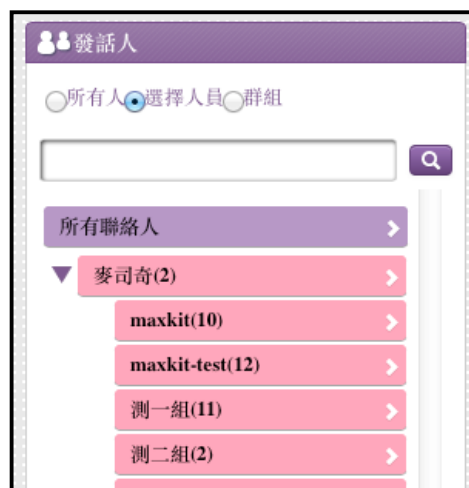 發話人
所有人選擇人員群組
所有聯絡人
麥司奇(2)
maxkit(10)
maxkit-test(12)
測一組(11)
測二組(2)